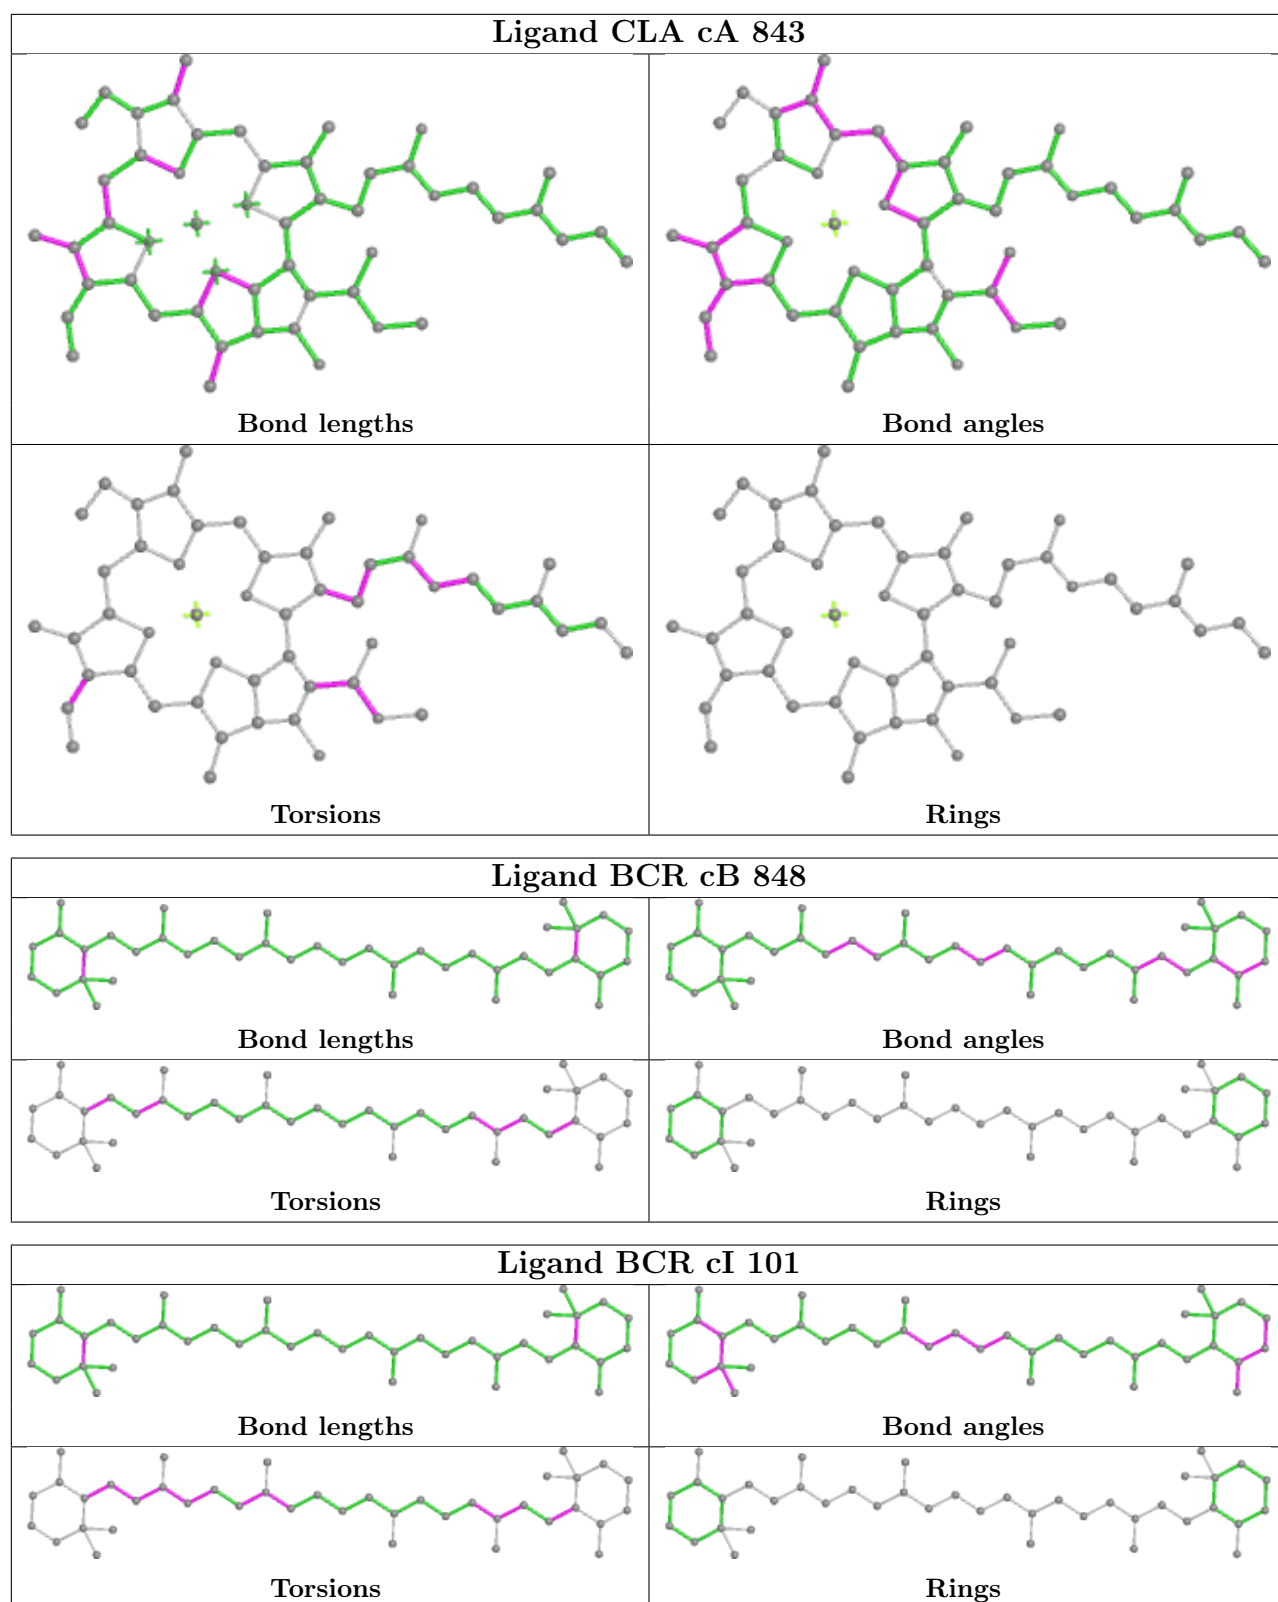 Ligand CLA cA 843
Bond lengths
Bond angles
Torsions
Rings
Ligand BCR cB 848
Bond lengths
Bond angles
Torsions
Rings
Ligand BCR cI 101
Bond lengths
Bond angles
Torsions
Rings